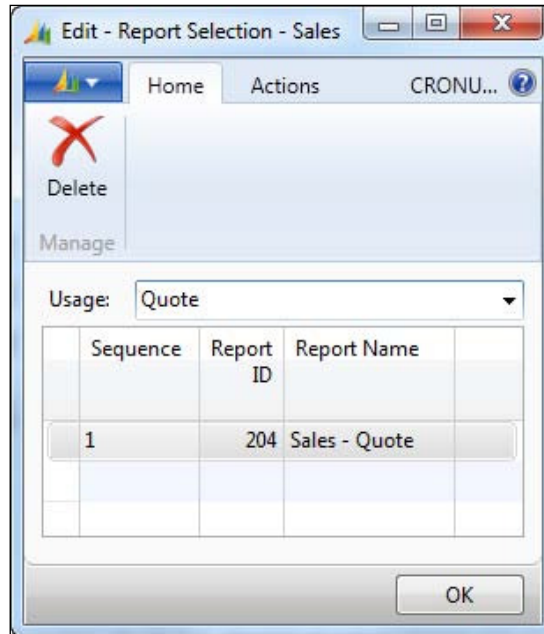 Edit - Report Selection - Sales
Home Actions CRONU... ?
Delete
Manage
Usage: Quote
Sequence Report ID Report Name
1 204 Sales - Quote
OK